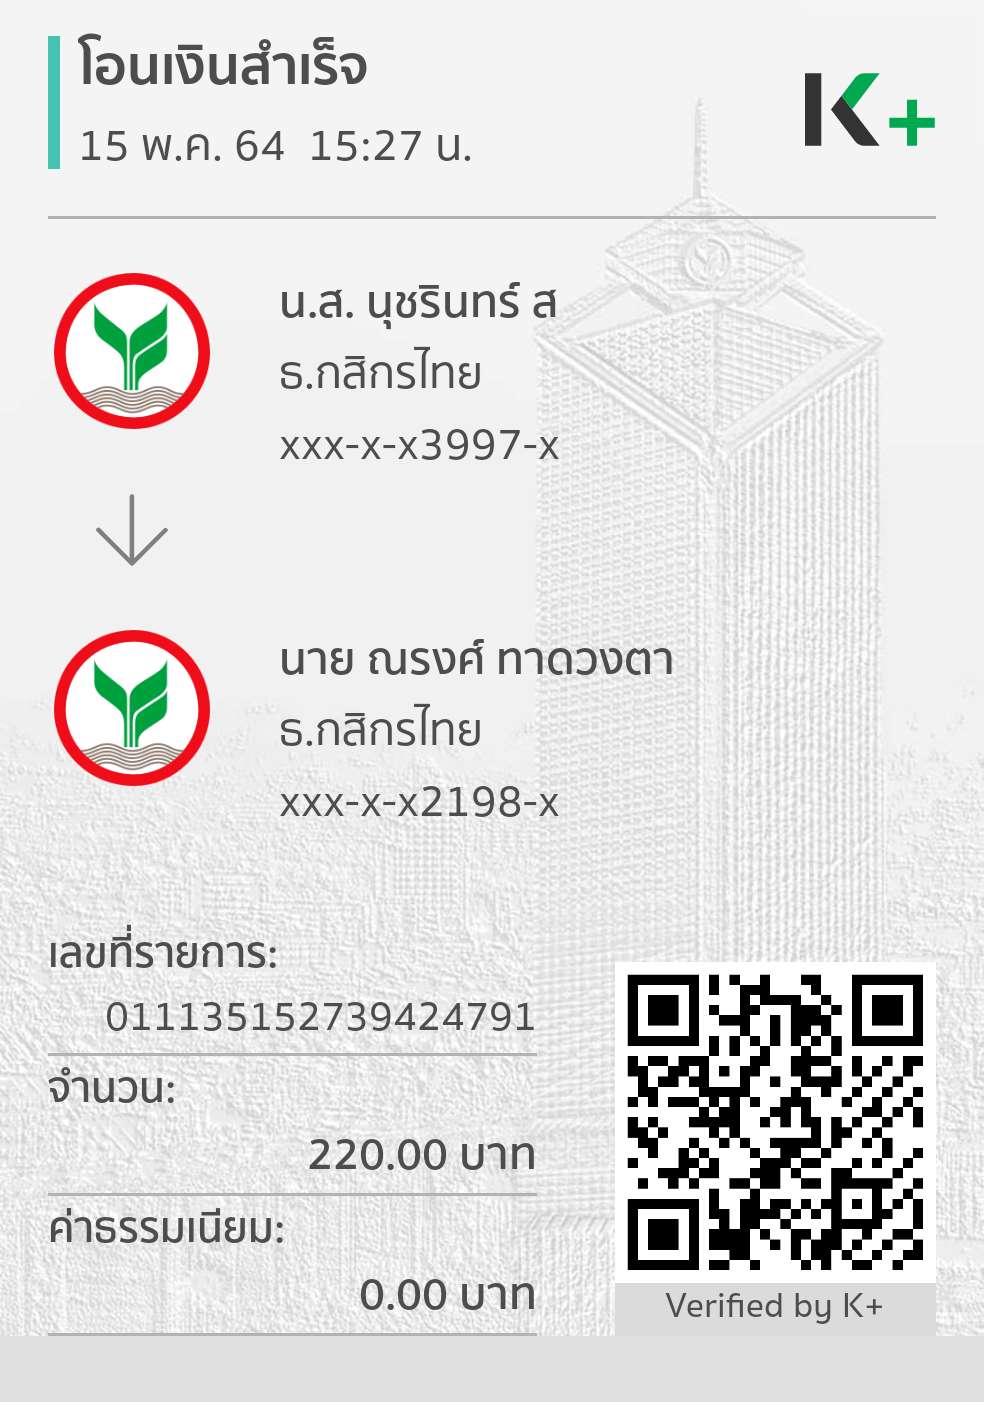 โอนเงินสำเร็จ
15 พ.ค. 64 15:27 น.
K+
น.ส. นุชรินทร์ ส
ธ.กสิกรไทย
xxx-x-x3997-x
นาย ณรงศ์ ทาดวงตา
ธ.กสิกรไทย
xxx-x-x2198-x
เลขที่รายการ:
011135152739424791
จำนวน:
220.00 บาท
ค่าธรรมเนียม:
0.00 บาท
Verified by K+